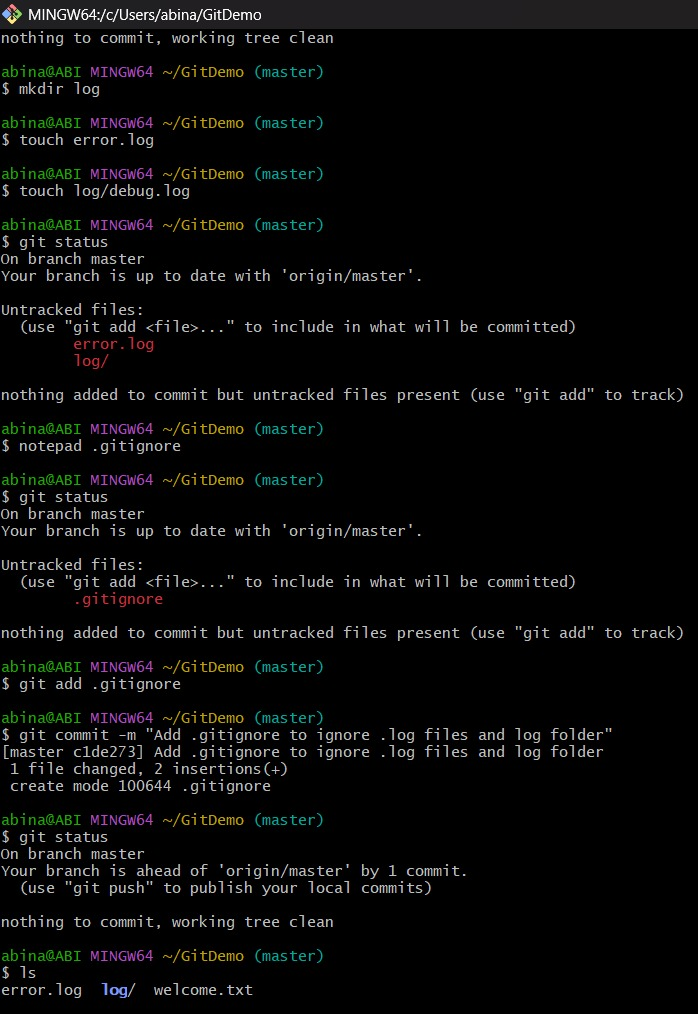 MINGW64:/c/Users/abina/GitDemo
nothing to commit, working tree clean
abina@ABI MINGW64 ~/GitDemo (master)
$ mkdir log
abina@ABI MINGW64 ~/GitDemo (master)
$ touch error.log
abina@ABI MINGW64 ~/GitDemo (master)
$ touch log/debug.log
abina@ABI MINGW64 ~/GitDemo (master)
$ git status
On branch master
Your branch is up to date with 'origin/master'.
Untracked files:
  (use "git add <file>..." to include in what will be committed)
        error.log
        log/
nothing added to commit but untracked files present (use "git add" to track)
abina@ABI MINGW64 ~/GitDemo (master)
$ notepad .gitignore
abina@ABI MINGW64 ~/GitDemo (master)
$ git status
On branch master
Your branch is up to date with 'origin/master'.
Untracked files:
  (use "git add <file>..." to include in what will be committed)
        .gitignore
nothing added to commit but untracked files present (use "git add" to track)
abina@ABI MINGW64 ~/GitDemo (master)
$ git add .gitignore
abina@ABI MINGW64 ~/GitDemo (master)
$ git commit -m "Add .gitignore to ignore .log files and log folder"
[master c1de273] Add .gitignore to ignore .log files and log folder
 1 file changed, 2 insertions(+)
 create mode 100644 .gitignore
abina@ABI MINGW64 ~/GitDemo (master)
$ git status
On branch master
Your branch is ahead of 'origin/master' by 1 commit.
  (use "git push" to publish your local commits)
nothing to commit, working tree clean
abina@ABI MINGW64 ~/GitDemo (master)
$ ls
error.log  log/  welcome.txt